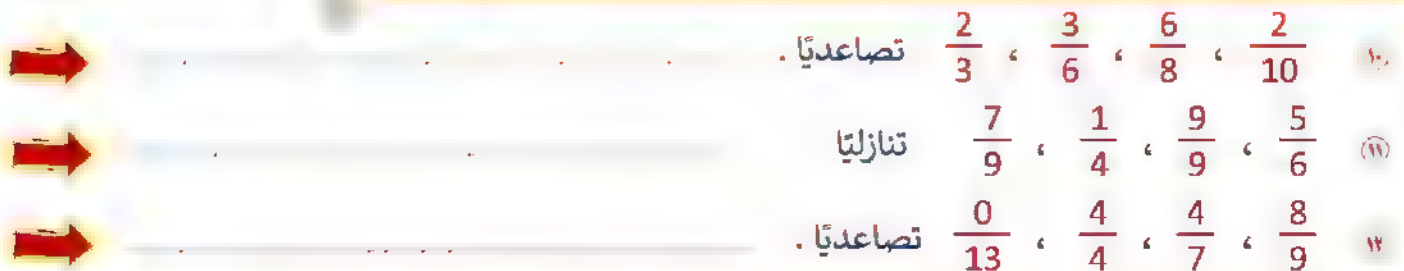 ١٠ 2/10 ، 6/8 ، 3/6 ، 2/3 تصاعديًا .
١١ 5/6 ، 9/9 ، 1/4 ، 7/9 تنازليًا
١٢ 8/9 ، 4/7 ، 4/4 ، 0/13 تصاعديًا .